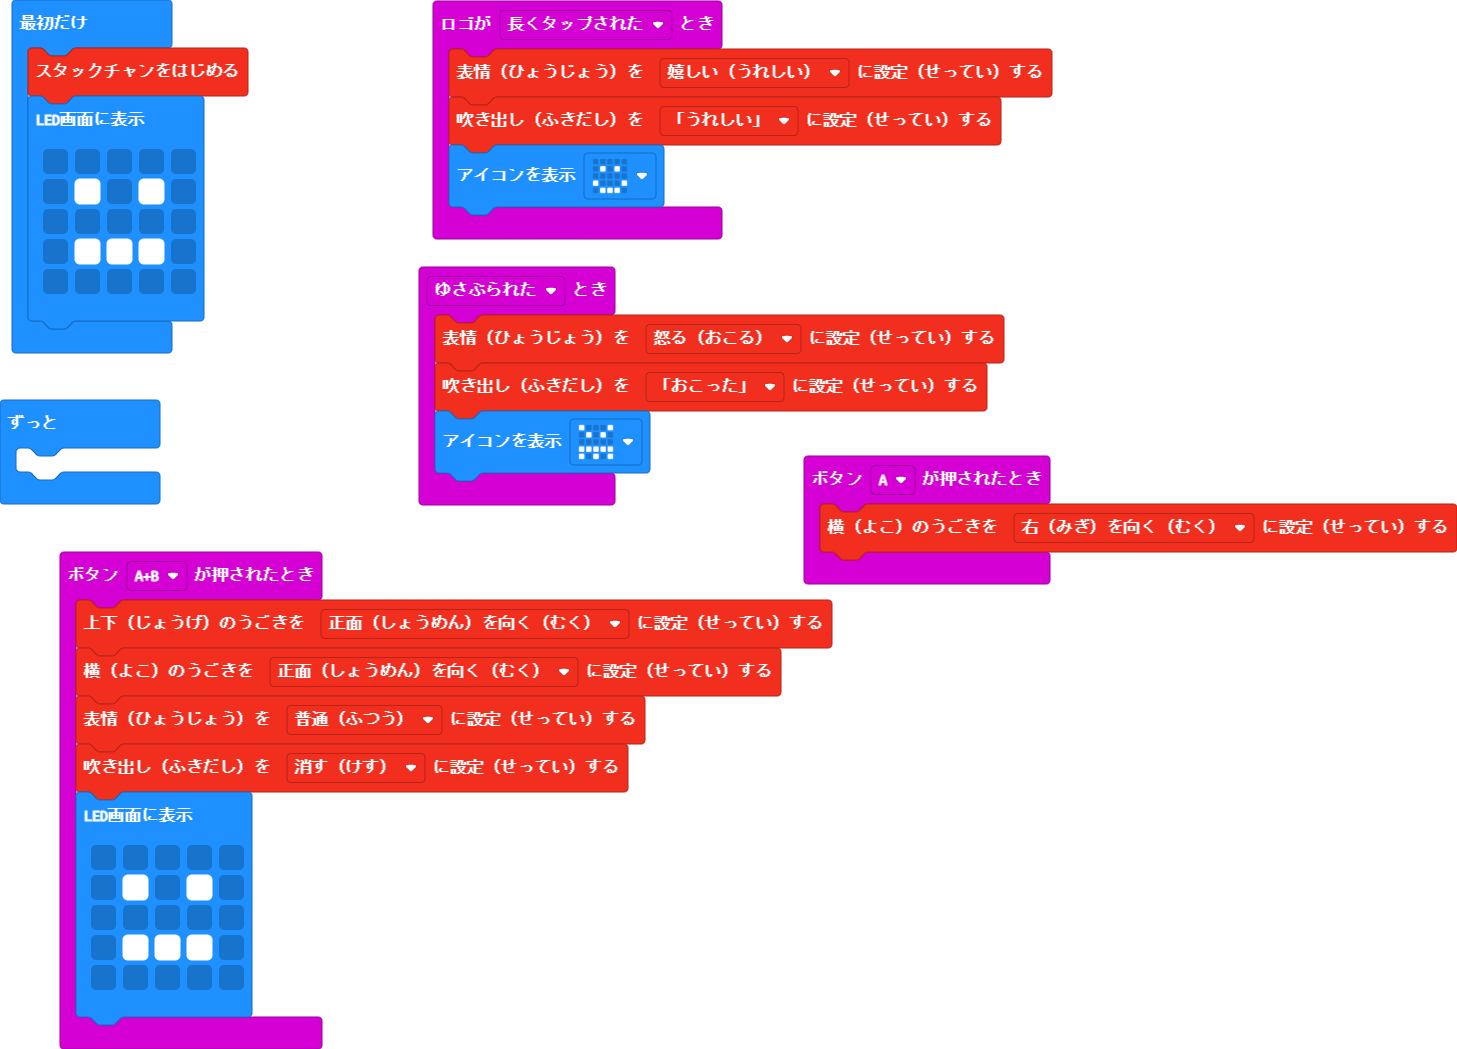 最初だけ
スタックチャンをはじめる
LED画面に表示
ずっと
ロゴが 長くタップされた とき
表情（ひょうじょう）を 嬉しい（うれしい） に設定（せってい）する
吹き出し（ふきだし）を 「うれしい」 に設定（せってい）する
アイコンを表示
ゆさぶられた とき
表情（ひょうじょう）を 怒る（おこる） に設定（せってい）する
吹き出し（ふきだし）を 「おこった」 に設定（せってい）する
アイコンを表示
ボタン A が押されたとき
横（よこ）のうごきを 右（みぎ）を向く（むく） に設定（せってい）する
ボタン A+B が押されたとき
上下（じょうげ）のうごきを 正面（しょうめん）を向く（むく） に設定（せってい）する
横（よこ）のうごきを 正面（しょうめん）を向く（むく） に設定（せってい）する
表情（ひょうじょう）を 普通（ふつう） に設定（せってい）する
吹き出し（ふきだし）を 消す（けす） に設定（せってい）する
LED画面に表示